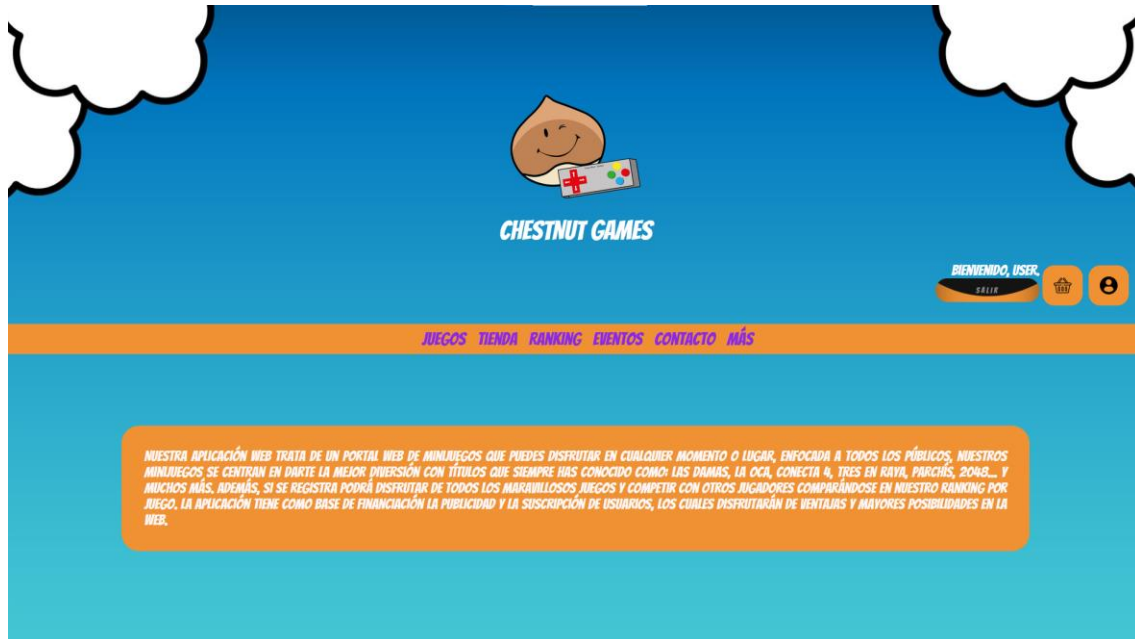 CHESTNUT GAMES
BIENVENIDO, USER.
SALIR
JUEGOS TIENDA RANKING EVENTOS CONTACTO MÁS
NUESTRA APLICACIÓN WEB TRATA DE UN PORTAL WEB DE MINIJUEGOS QUE PUEDES DISFRUTAR EN CUALQUIER MOMENTO O LUGAR, ENFOCADA A TODOS LOS PÚBLICOS, NUESTROS
MINIJUEGOS SE CENTRAN EN DARTE LA MEJOR DIVERSIÓN CON TÍTULOS QUE SIEMPRE HAS CONOCIDO COMO: LAS DAMAS, LA OCA, CONECTA 4, TRES EN RAYA, PARCHÍS, 2048... Y
MUCHOS MÁS. ADEMÁS, SI SE REGISTRA PODRÁ DISFRUTAR DE TODOS LOS MARAVILLOSOS JUEGOS Y COMPETIR CON OTROS JUGADORES COMPARÁNDOSE EN NUESTRO RANKING POR
JUEGO. LA APLICACIÓN TIENE COMO BASE DE FINANCIACIÓN LA PUBLICIDAD Y LA SUSCRIPCIÓN DE USUARIOS, LOS CUALES DISFRUTARÁN DE VENTAJAS Y MAYORES POSIBILIDADES EN LA
WEB.